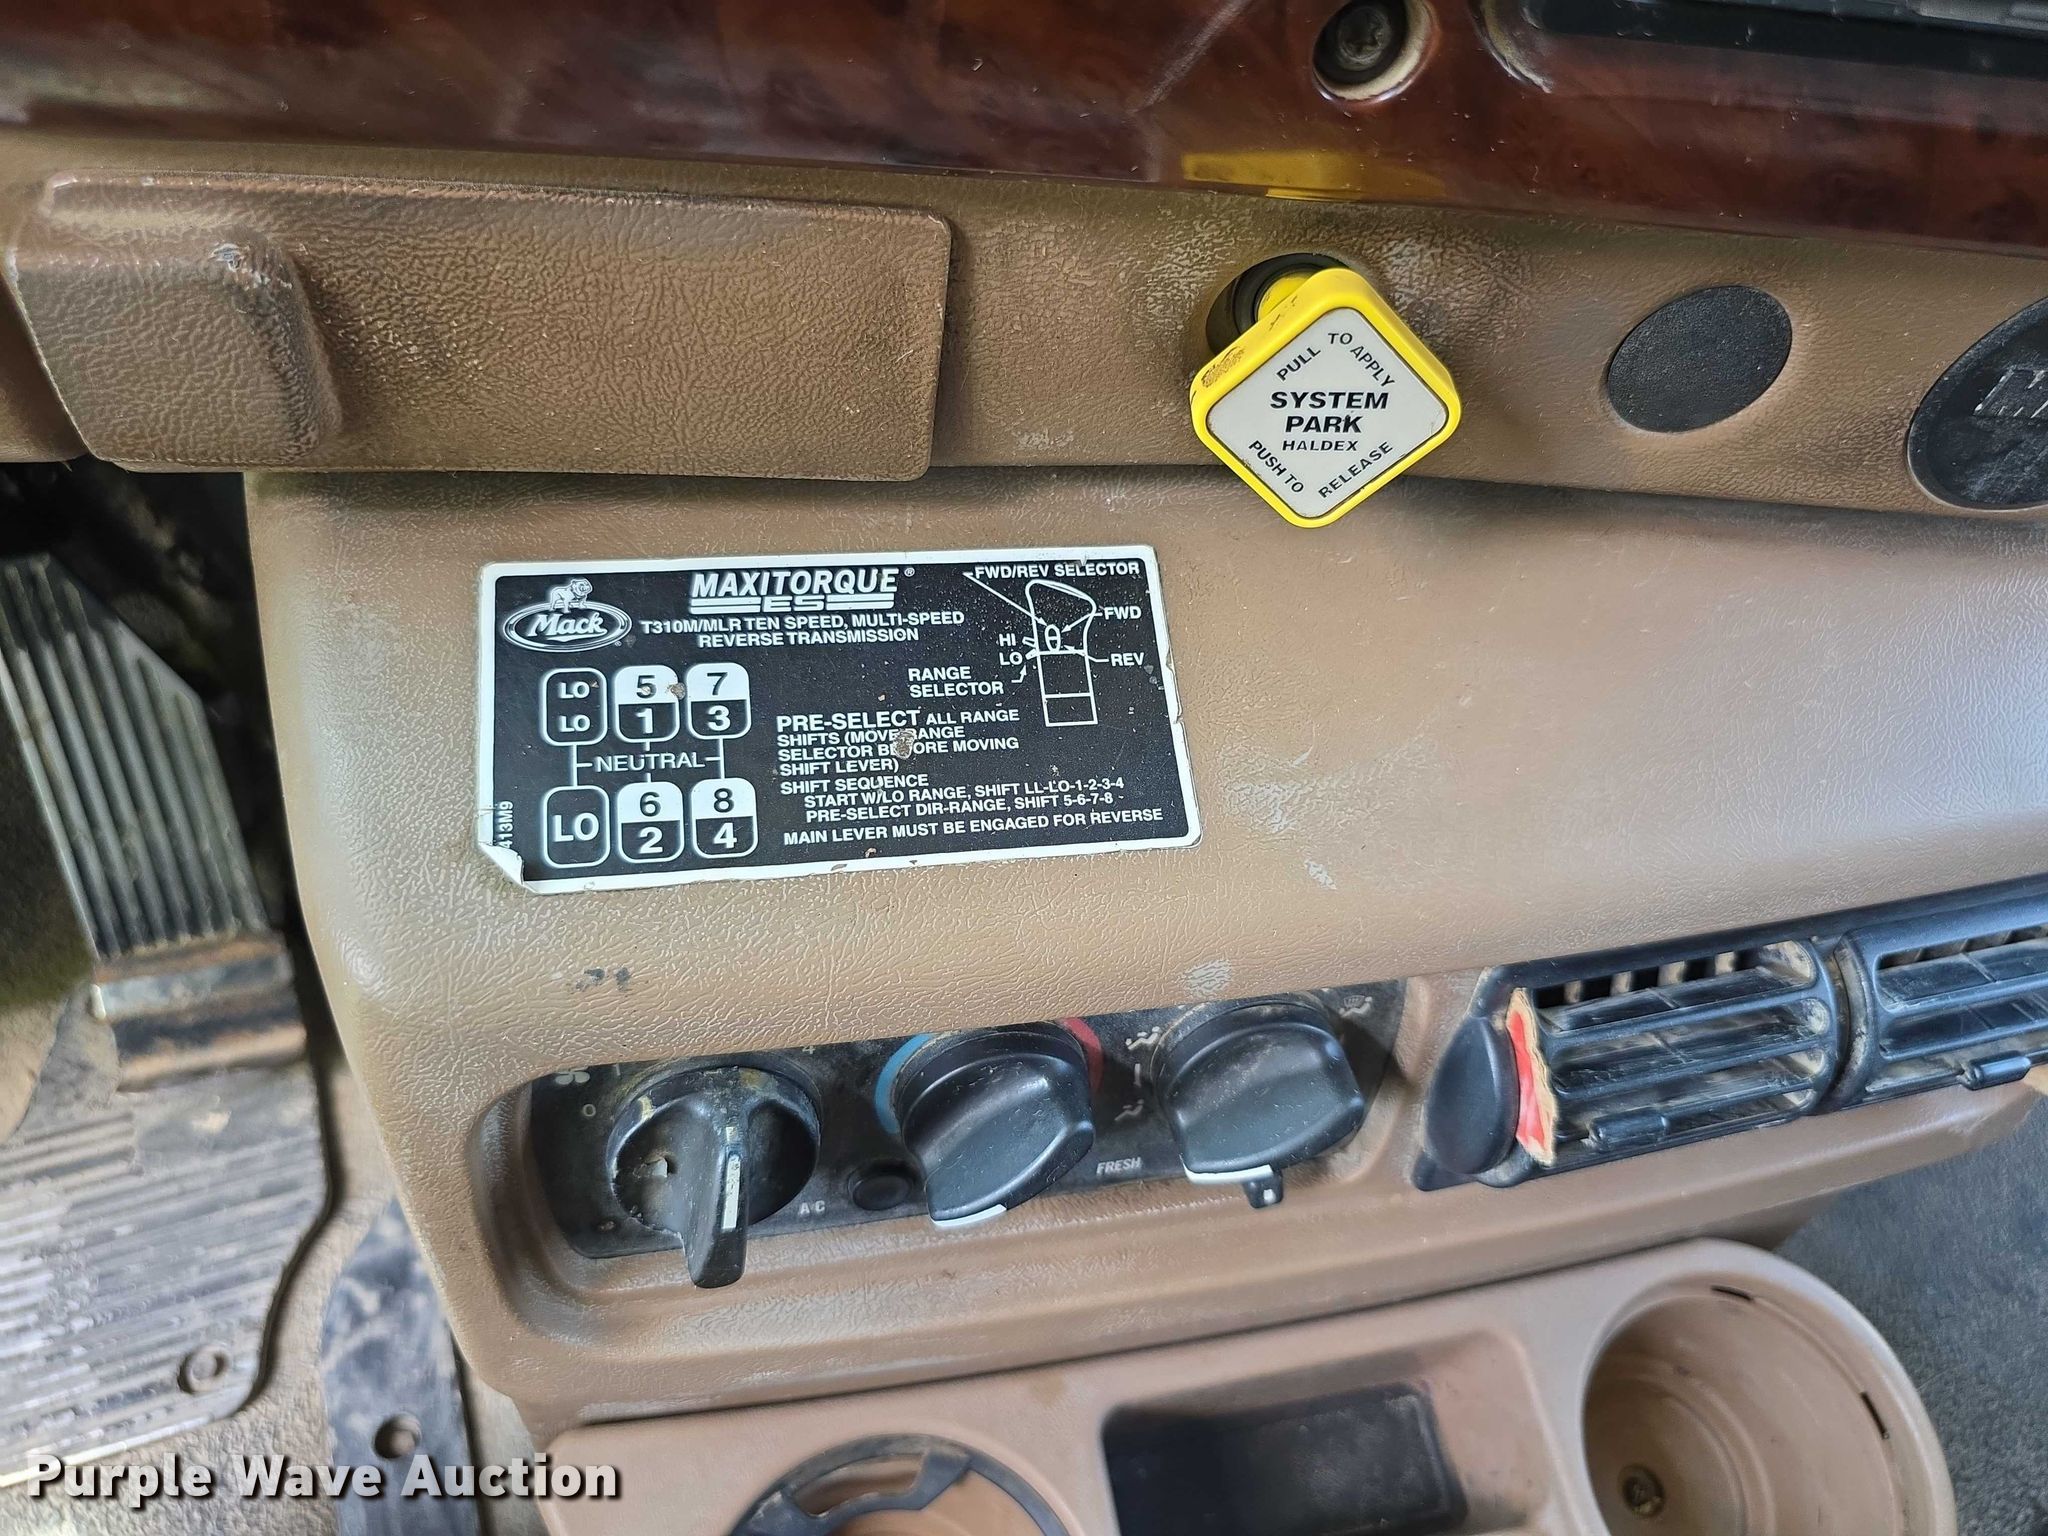 PULL TO APPLY
SYSTEM
PARK
HALDEX
PUSH TO RELEASE
Mack
MAXITORQUE®
ES
T310M/MLR TEN SPEED, MULTI-SPEED
REVERSE TRANSMISSION
FWD/REV SELECTOR
FWD
HI
LO
REV
RANGE
SELECTOR
LO 5 7
LO 1 3
NEUTRAL
LO 6 8
2 4
413M9
PRE-SELECT ALL RANGE
SHIFTS (MOVE RANGE
SELECTOR BEFORE MOVING
SHIFT LEVER)
SHIFT SEQUENCE
START W/LO RANGE, SHIFT LL-LO-1-2-3-4
PRE-SELECT DIR-RANGE, SHIFT 5-6-7-8
MAIN LEVER MUST BE ENGAGED FOR REVERSE
4
0
A/C
FRESH
Purple Wave Auction